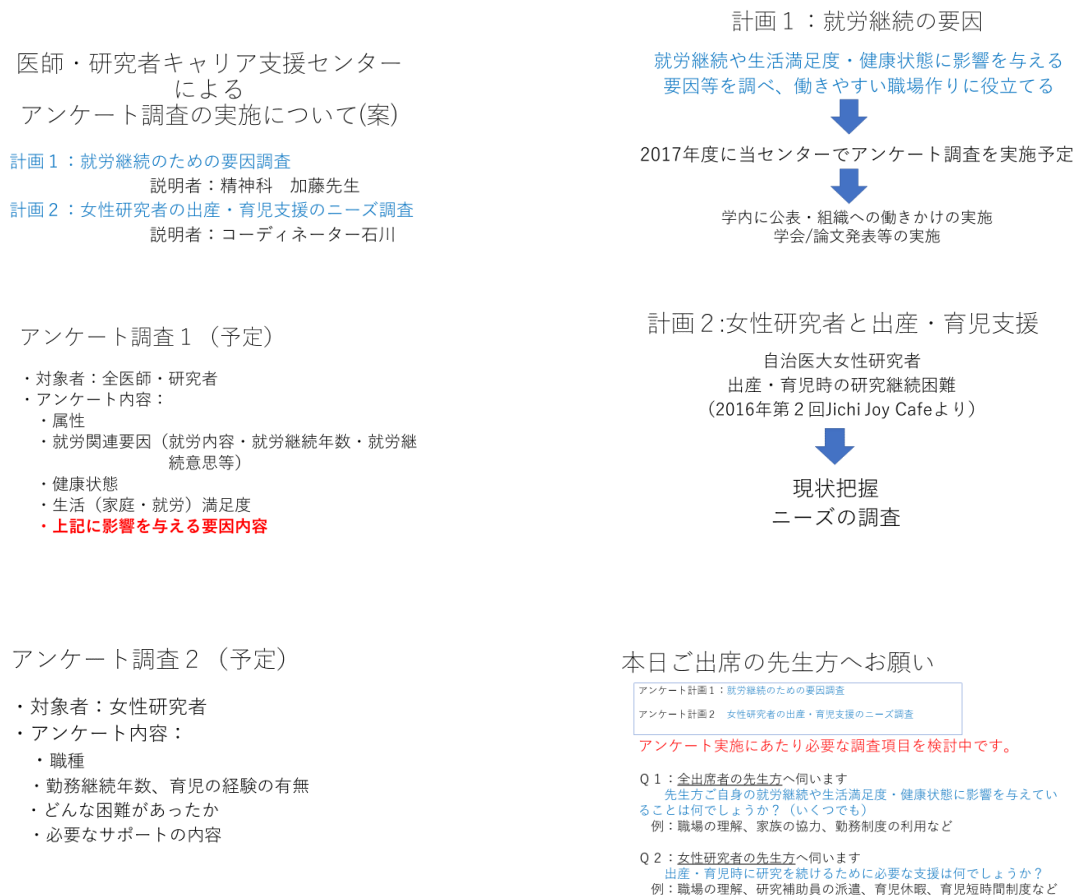 医師・研究者キャリア支援センター
による
アンケート調査の実施について(案)
計画１：就労継続のための要因調査
説明者：精神科　加藤先生
計画２：女性研究者の出産・育児支援のニーズ調査
説明者：コーディネーター石川
計画１：就労継続の要因
就労継続や生活満足度・健康状態に影響を与える
要因等を調べ、働きやすい職場作りに役立てる
2017年度に当センターでアンケート調査を実施予定
学内に公表・組織への働きかけの実施
学会/論文発表等の実施
アンケート調査１（予定）
・対象者：全医師・研究者
・アンケート内容：
・属性
・就労関連要因（就労内容・就労継続年数・就労継
続意思等）
・健康状態
・生活（家庭・就労）満足度
・上記に影響を与える要因内容
計画２:女性研究者と出産・育児支援
自治医大女性研究者
出産・育児時の研究継続困難
（2016年第２回Jichi Joy Cafeより）
現状把握
ニーズの調査
アンケート調査２（予定）
・対象者：女性研究者
・アンケート内容：
・職種
・勤務継続年数、育児の経験の有無
・どんな困難があったか
・必要なサポートの内容
本日ご出席の先生方へお願い
アンケート計画１：就労継続のための要因調査
アンケート計画２　女性研究者の出産・育児支援のニーズ調査
アンケート実施にあたり必要な調査項目を検討中です。
Ｑ１：全出席者の先生方へ伺います
先生方ご自身の就労継続や生活満足度・健康状態に影響を与えてい
ることは何でしょうか？（いくつでも）
例：職場の理解、家族の協力、勤務制度の利用など
Ｑ２：女性研究者の先生方へ伺います
出産・育児時に研究を続けるために必要な支援は何でしょうか？
例：職場の理解、研究補助員の派遣、育児休暇、育児短時間制度など